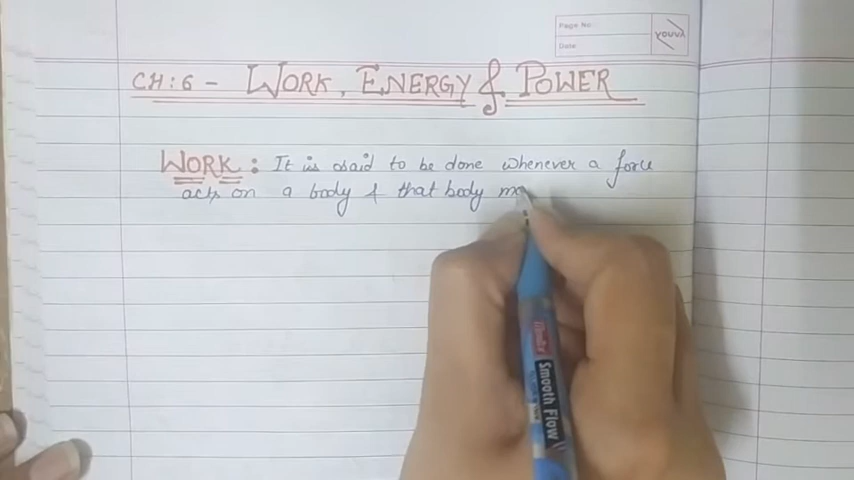 Page No:
Date:
YOUVA
CH:6 - WORK, ENERGY & POWER
WORK: It is said to be done whenever a force
acts on a body & that body mo
Smooth Flow